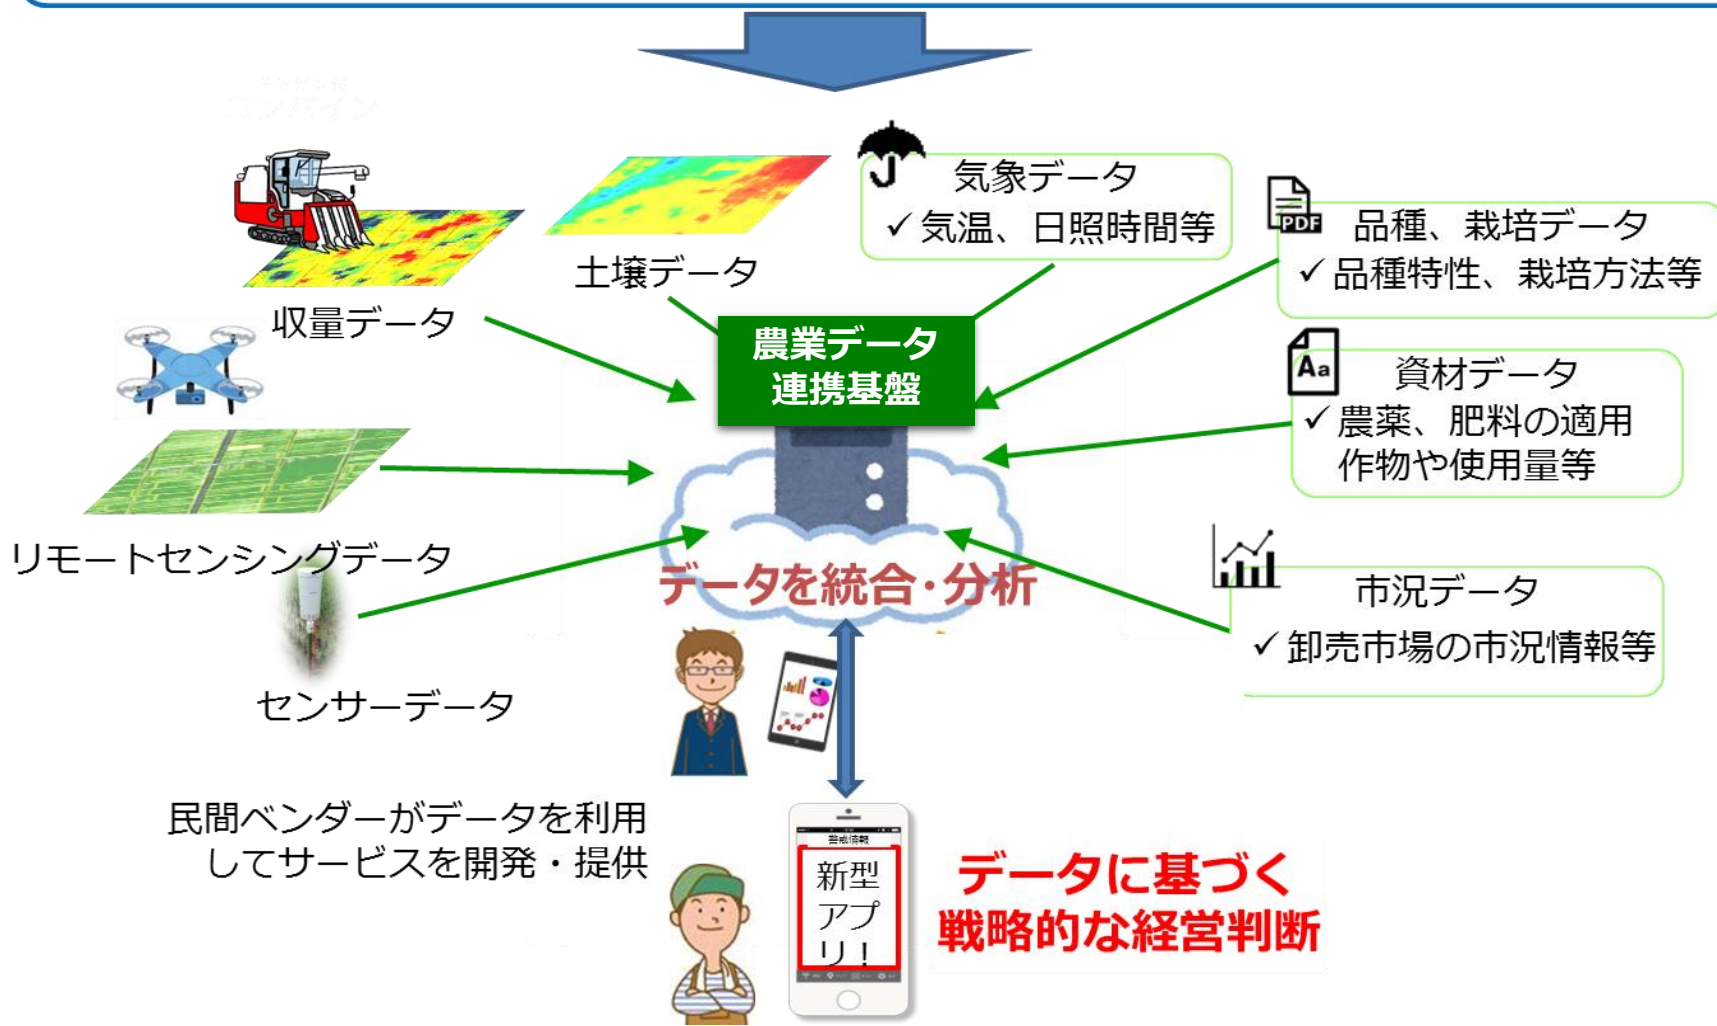 気象データ
✓気温、日照時間等
品種、栽培データ
✓品種特性、栽培方法等
PDF
土壌データ
収量データ
農業データ
連携基盤
Aa
資材データ
✓農薬、肥料の適用
作物や使用量等
リモートセンシングデータ
データを統合・分析
市況データ
✓卸売市場の市況情報等
センサーデータ
民間ベンダーがデータを利用
してサービスを開発・提供
警戒情報
新型
アプ
リ！
データに基づく
戦略的な経営判断